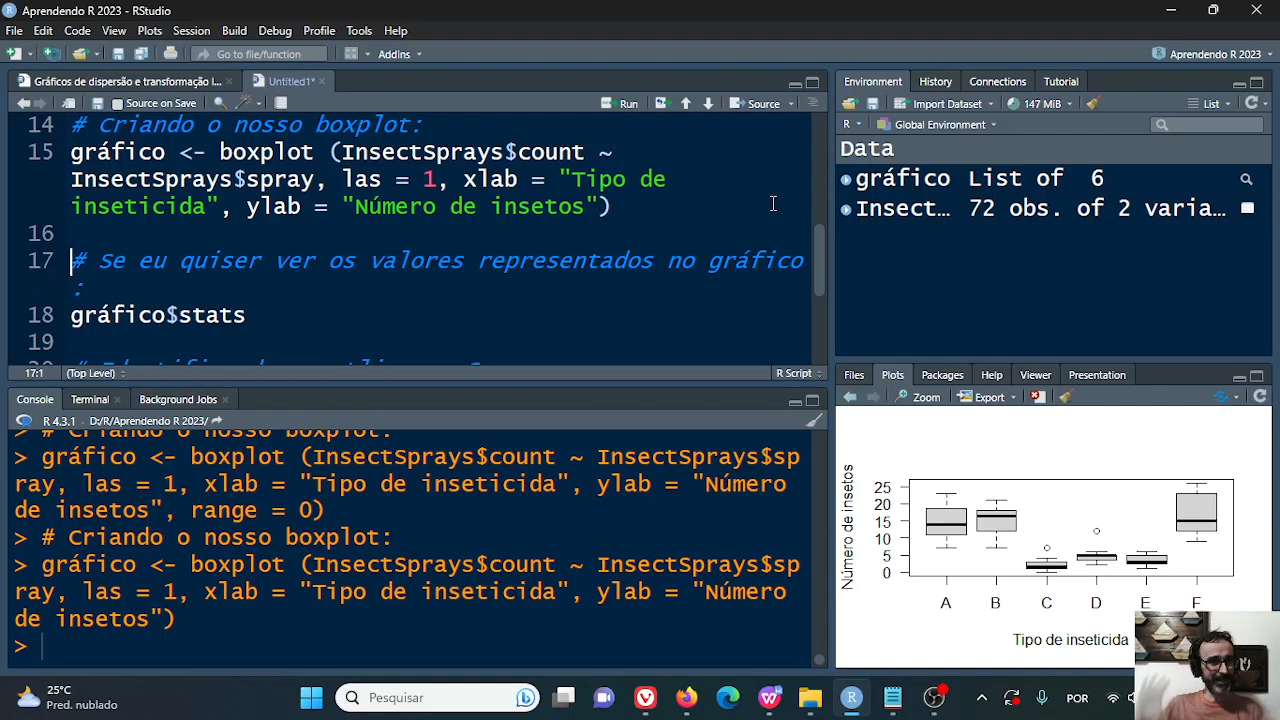 Aprendendo R 2023 - RStudio
File Edit Code View Plots Session Build Debug Profile Tools Help
Go to file/function Addins Aprendendo R 2023
Gráficos de dispersão e transformação l... Untitled1*
Source on Save Run Source
14 # Criando o nosso boxplot:
15 gráfico <- boxplot (InsectSprays$count ~
InsectSprays$spray, las = 1, xlab = "Tipo de
inseticida", ylab = "Número de insetos")
16
17 # Se eu quiser ver os valores representados no gráfico
:
18 gráfico$stats
19
17:1 (Top Level) R Script
Console Terminal Background Jobs
R 4.3.1 . D:/R/Aprendendo R 2023/
> # Criando o nosso boxplot:
> gráfico <- boxplot (InsectSprays$count ~ InsectSprays$sp
ray, las = 1, xlab = "Tipo de inseticida", ylab = "Número
de insetos", range = 0)
> # Criando o nosso boxplot:
> gráfico <- boxplot (InsectSprays$count ~ InsectSprays$sp
ray, las = 1, xlab = "Tipo de inseticida", ylab = "Número
de insetos")
>
Environment History Connections Tutorial
Import Dataset 147 MiB List
R Global Environment
Data
gráfico List of 6
Insect... 72 obs. of 2 varia...
Files Plots Packages Help Viewer Presentation
Zoom Export
Número de insetos
25
20
15
10
5
0
A B C D E F
Tipo de inseticida
25°C
Pred. nublado
Pesquisar
POR